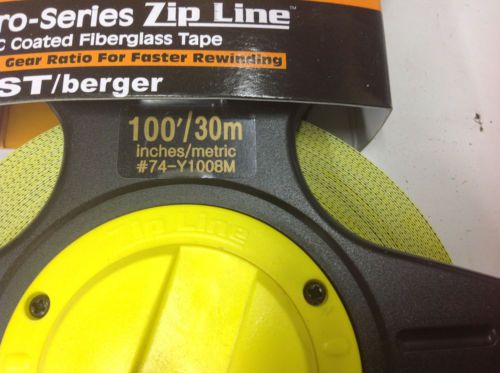 ro-Series Zip Line™
C Coated Fiberglass Tape
Gear Ratio For Faster Rewinding
ST/berger
100'/30m
inches/metric
#74-Y1008M
Zip Line